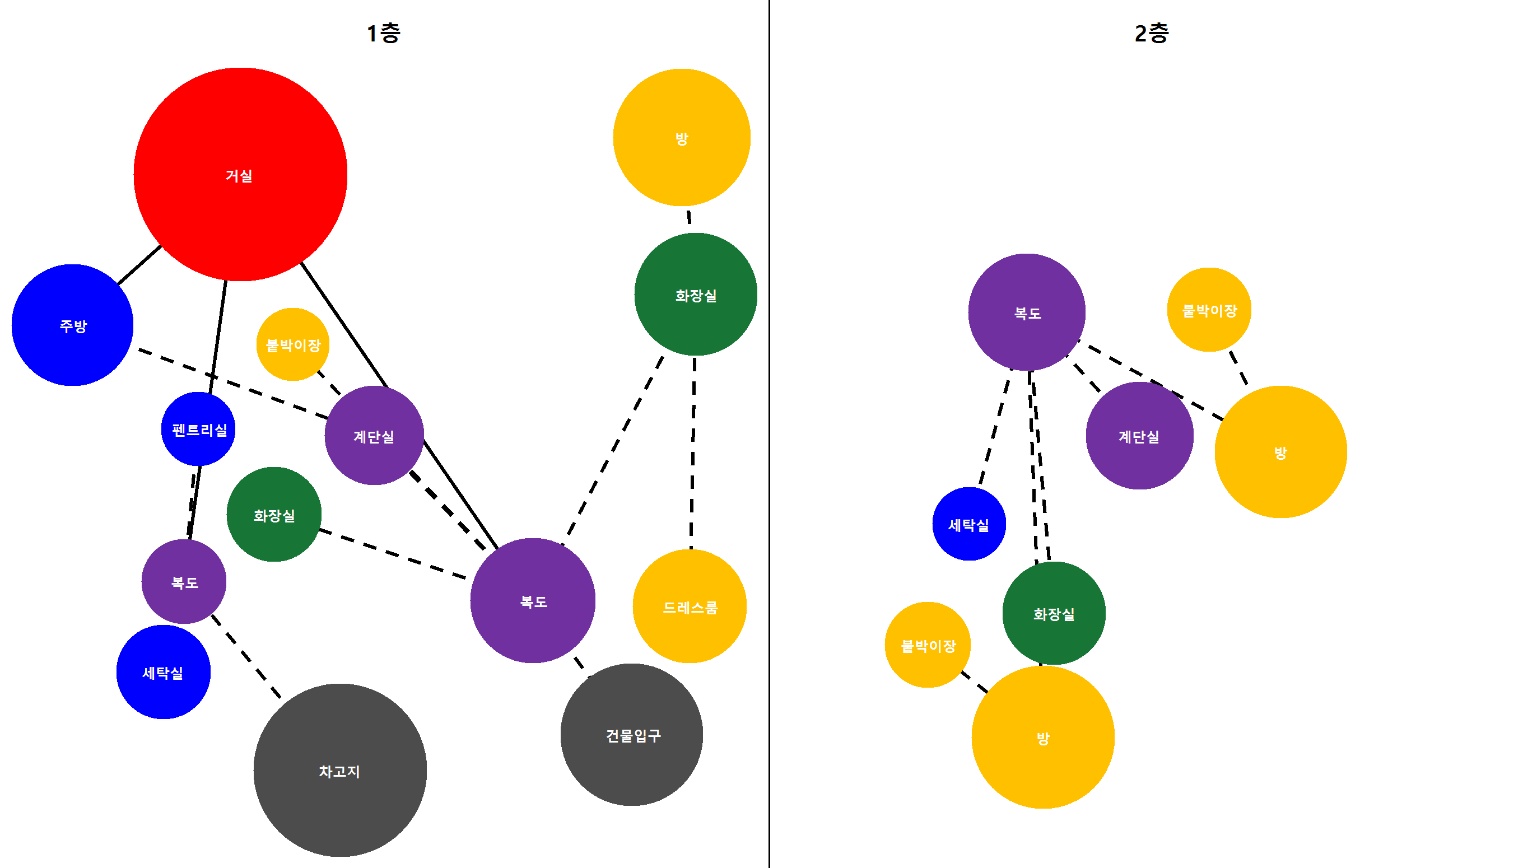 1층
방
거실
화장실
주방
붙박이장
펜트리실
계단실
화장실
복도
복도
드레스룸
세탁실
건물입구
차고지
2층
복도
붙박이장
계단실
방
세탁실
화장실
붙박이장
방